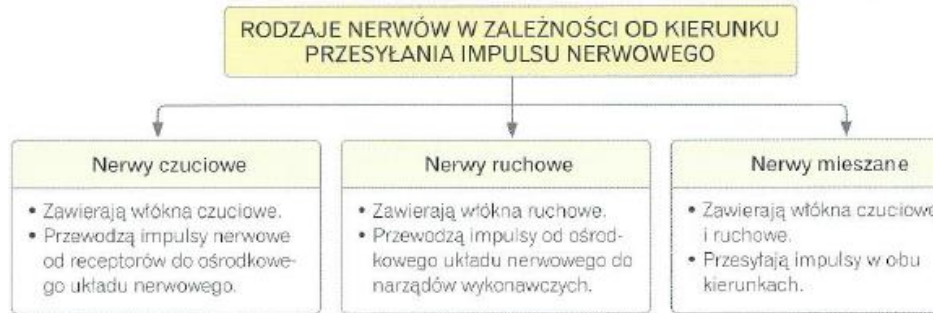 RODZAJE NERWÓW W ZALEŻNOŚCI OD KIERUNKU
PRZESYŁANIA IMPULSU NERWOWEGO
Nerwy czuciowe
• Zawierają włókna czuciowe.
• Przewodzą impulsy nerwowe
od receptorów do ośrodkowe-
go układu nerwowego.
Nerwy ruchowe
• Zawierają włókna ruchowe.
• Przewodzą impulsy od ośrod-
kowego układu nerwowego do
narządów wykonawczych.
Nerwy mieszane
• Zawierają włókna czuciowe
i ruchowe.
• Przesyłają impulsy w obu
kierunkach.